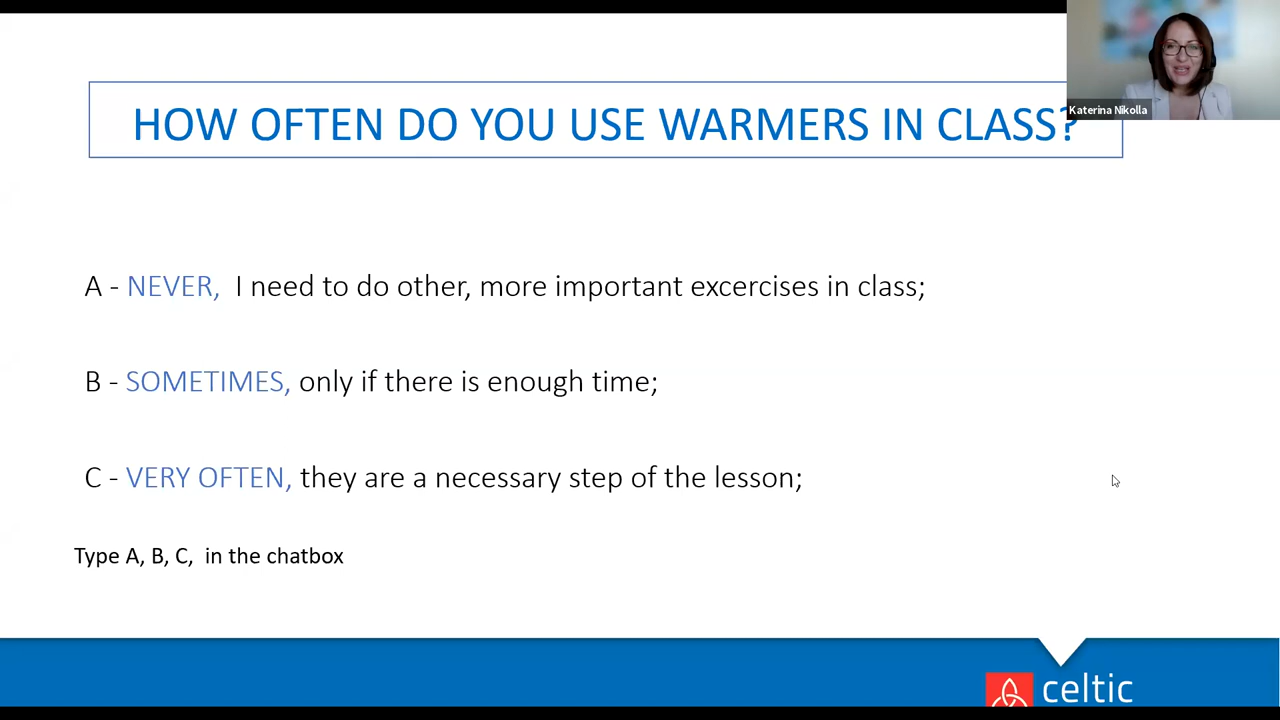 Katerina Nikolla
HOW OFTEN DO YOU USE WARMERS IN CLASS?
A - NEVER, I need to do other, more important excercises in class;
B - SOMETIMES, only if there is enough time;
C - VERY OFTEN, they are a necessary step of the lesson;
Type A, B, C, in the chatbox
celtic